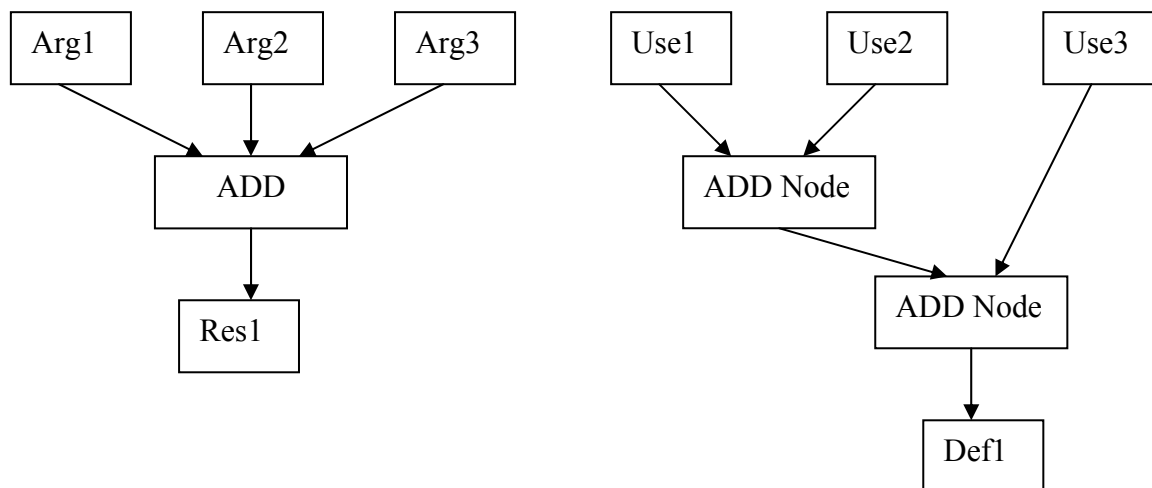 Arg1
Arg2
Arg3
ADD
Res1
Use1
Use2
Use3
ADD Node
ADD Node
Def1